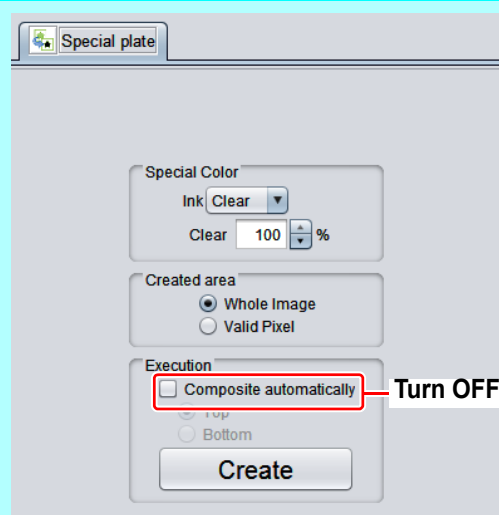 Special plate
Special Color
Ink Clear
Clear 100 %
Created area
Whole Image
Valid Pixel
Execution
Composite automatically Turn OFF
Top
Bottom
Create